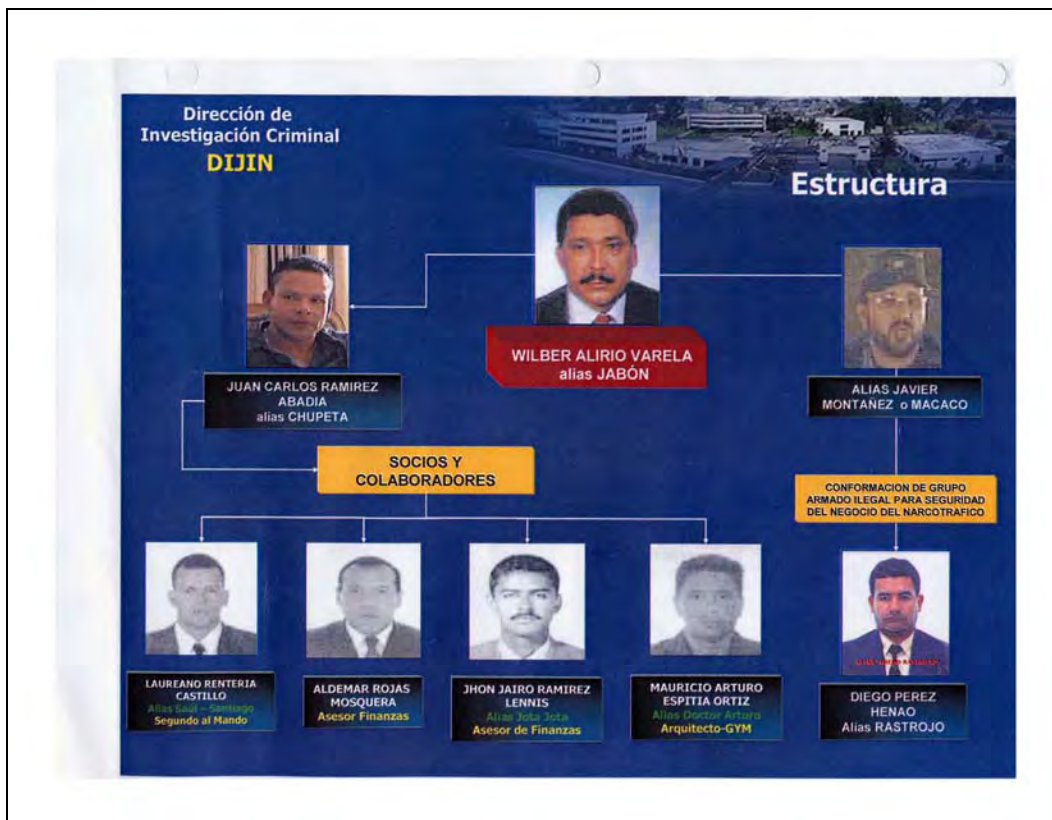 Dirección de
Investigación Criminal
DIJIN
Estructura
WILBER ALIRIO VARELA
alias JABÓN
JUAN CARLOS RAMIREZ
ABADIA
alias CHUPETA
ALIAS JAVIER
MONTAÑEZ o MACACO
SOCIOS Y
COLABORADORES
CONFORMACION DE GRUPO
ARMADO ILEGAL PARA SEGURIDAD
DEL NEGOCIO DEL NARCOTRAFICO
LAUREANO RENTERIA
CASTILLO
Alias Saúl – Santiago
Segundo al Mando
ALDEMAR ROJAS
MOSQUERA
Asesor Finanzas
JHON JAIRO RAMIREZ
LENNIS
Alias Jota Jota
Asesor de Finanzas
MAURICIO ARTURO
ESPITIA ORTIZ
Alias Doctor Arturo
Arquitecto-GYM
DIEGO PEREZ
HENAO
Alias RASTROJO